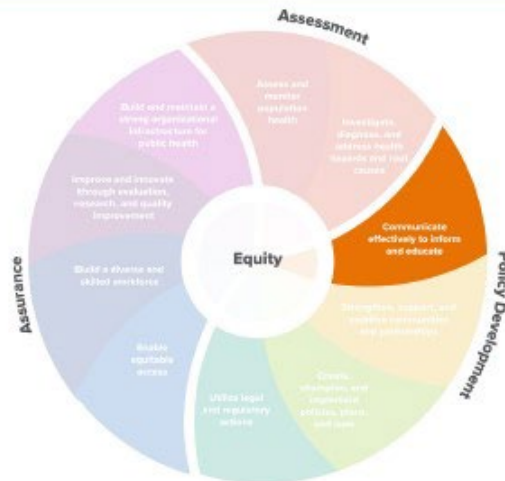 Assessment
Assess and
monitor
population
health
Investigate,
diagnose, and
address health
hazards and root
causes
Communicate
effectively to inform
and educate
Strengthen, support, and
mobilize communities
and partnerships
Create,
champion, and
implement
policies, plans,
and laws
Utilize legal
and regulatory
actions
Enable
equitable
access
Build a diverse and
skilled workforce
Improve and innovate
through evaluation,
research, and quality
improvement
Build and maintain a
strong organizational
infrastructure for
public health
Equity
Policy Development
Assurance